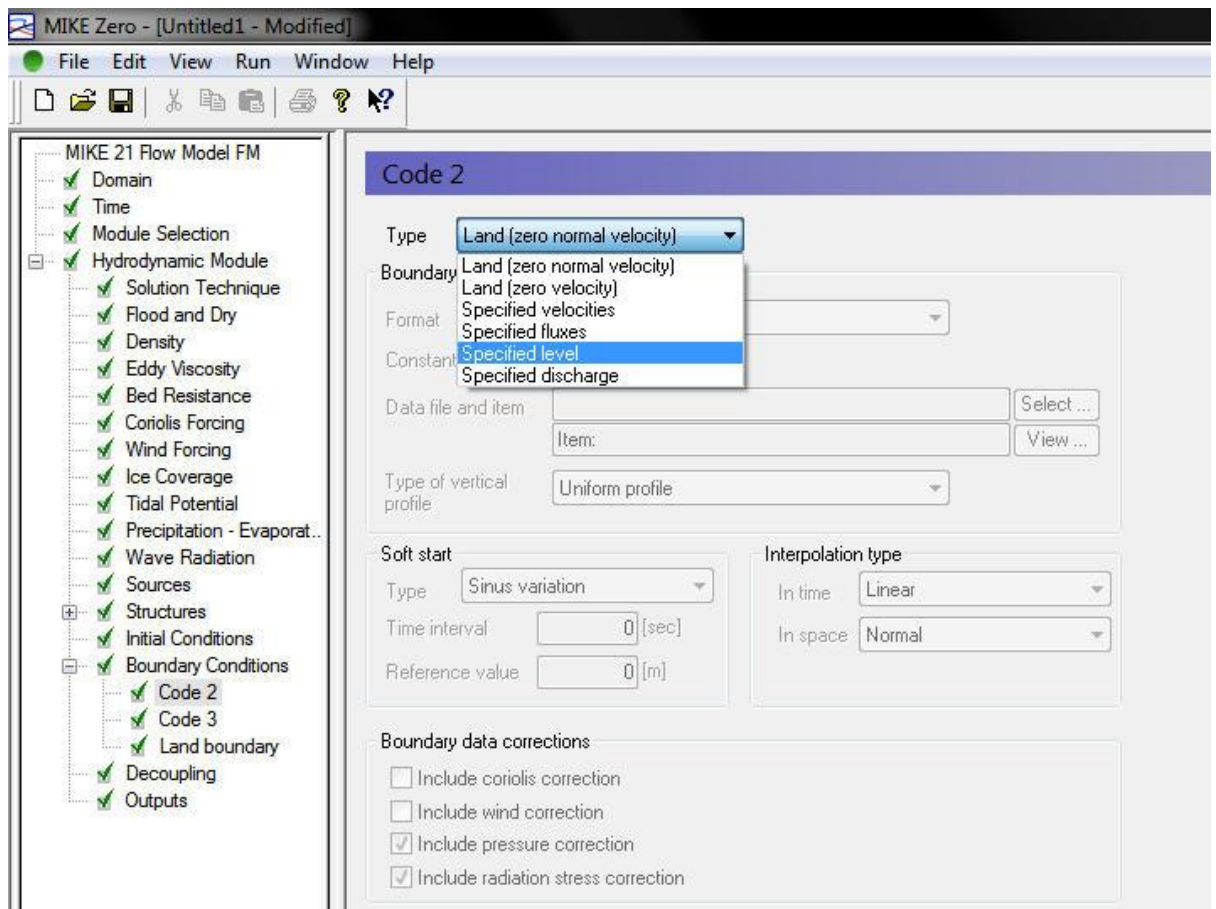 MIKE Zero - [Untitled1 - Modified]
File Edit View Run Window Help
MIKE 21 Flow Model FM
Domain
Time
Module Selection
Hydrodynamic Module
Solution Technique
Flood and Dry
Density
Eddy Viscosity
Bed Resistance
Coriolis Forcing
Wind Forcing
Ice Coverage
Tidal Potential
Precipitation - Evaporat..
Wave Radiation
Sources
Structures
Initial Conditions
Boundary Conditions
Code 2
Code 3
Land boundary
Decoupling
Outputs
Code 2
Type Land (zero normal velocity)
Land (zero normal velocity)
Land (zero velocity)
Specified velocities
Specified fluxes
Specified level
Specified discharge
Boundary
Format
Constant
Data file and item Select ...
Item: View ...
Type of vertical
profile Uniform profile
Soft start
Type Sinus variation
Time interval 0 [sec]
Reference value 0 [m]
Interpolation type
In time Linear
In space Normal
Boundary data corrections
Include coriolis correction
Include wind correction
Include pressure correction
Include radiation stress correction